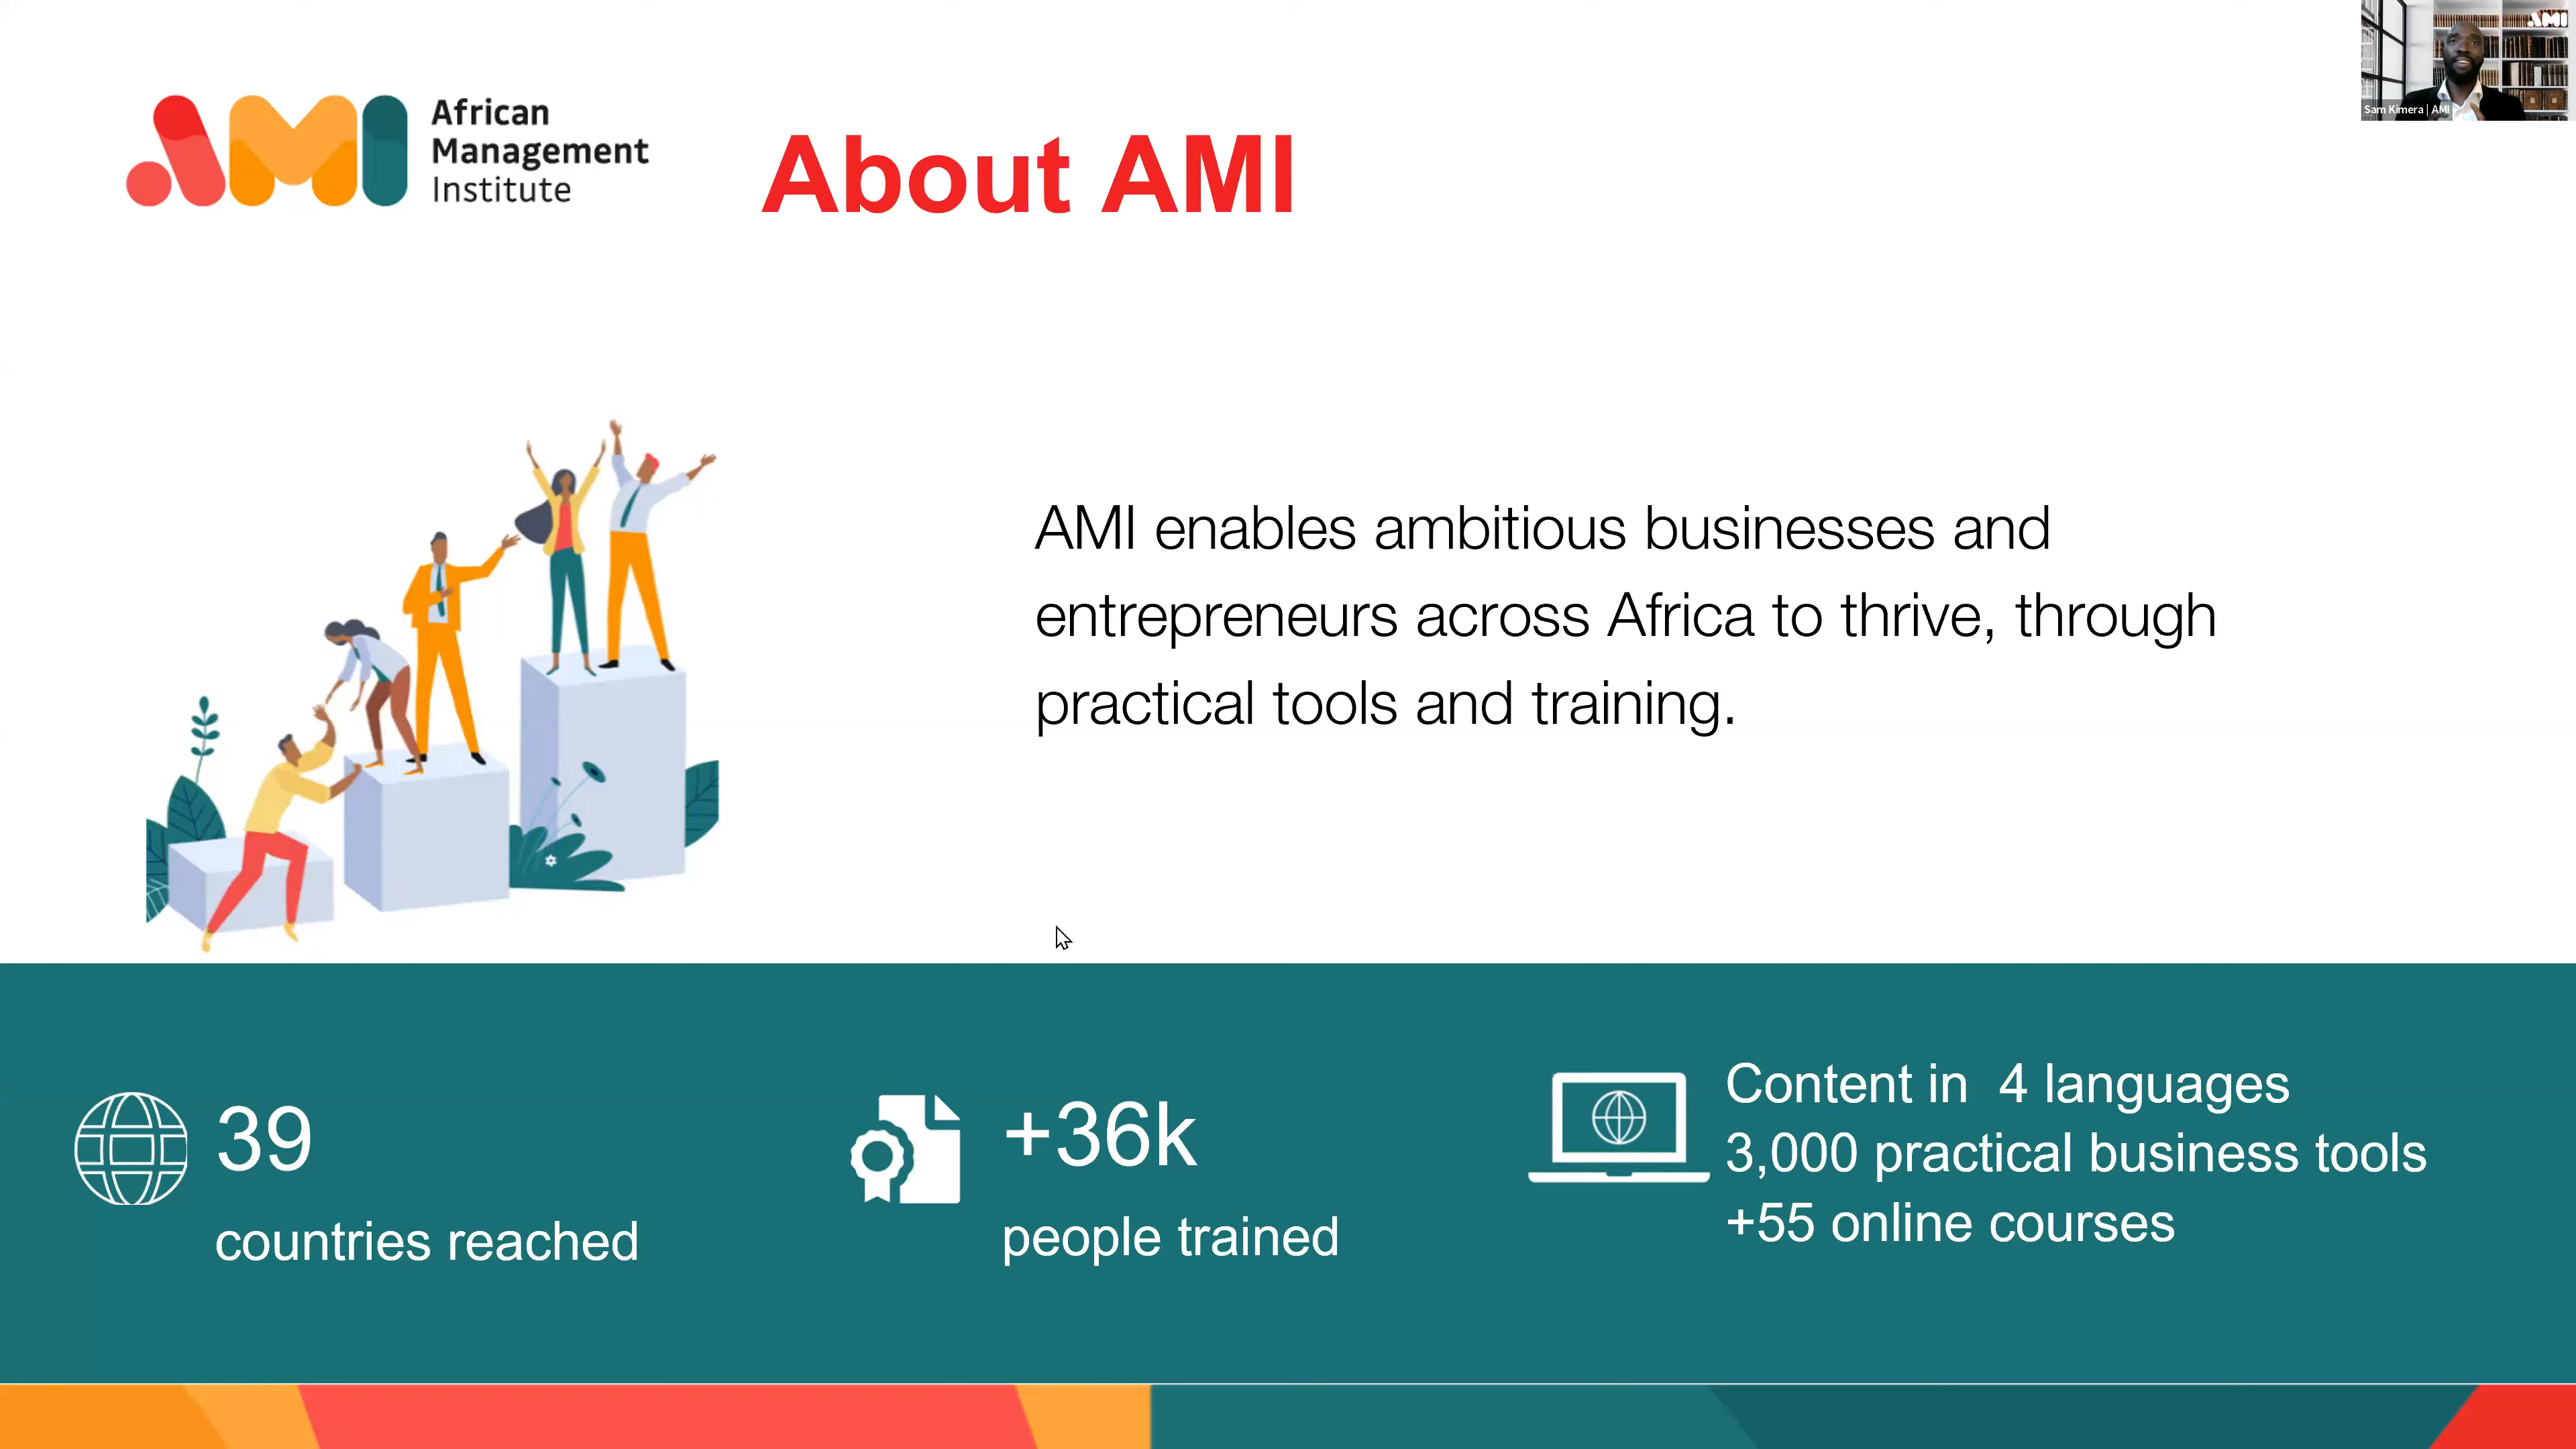 AMI
Sam Kimera | AMI
African
Management
Institute
About AMI
AMI enables ambitious businesses and
entrepreneurs across Africa to thrive, through
practical tools and training.
39
countries reached
+36k
people trained
Content in  4 languages
3,000 practical business tools
+55 online courses